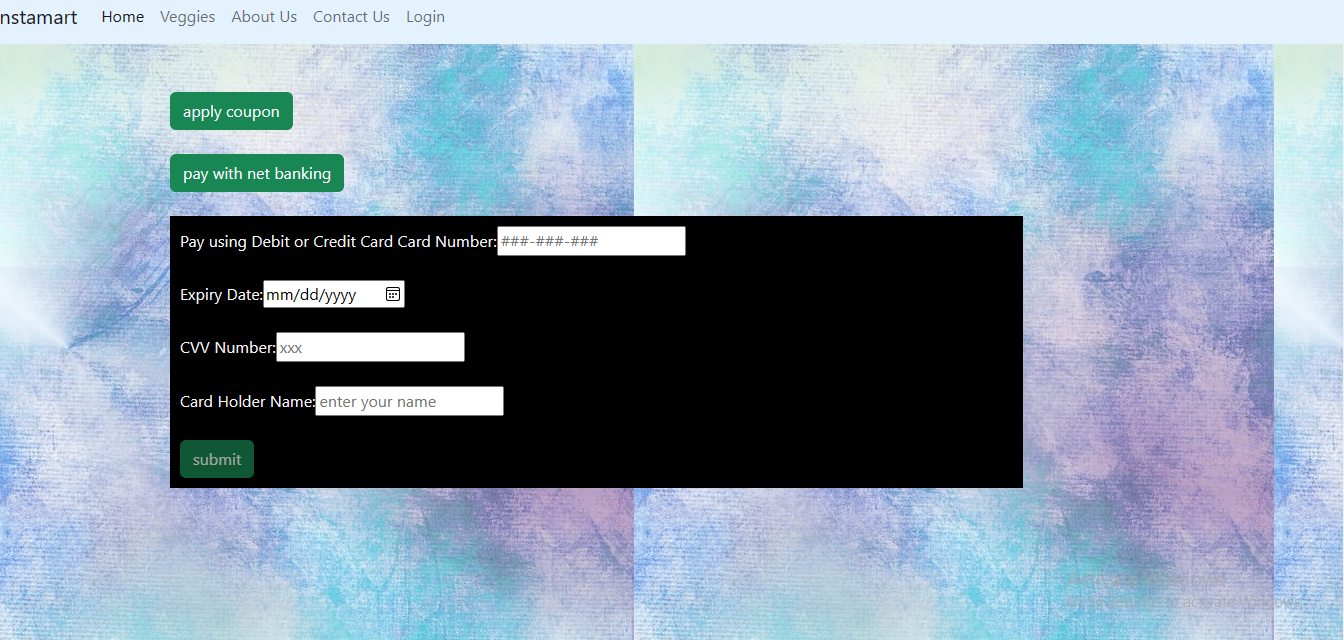 nstamart Home Veggies About Us Contact Us Login
apply coupon
pay with net banking
Pay using Debit or Credit Card Card Number: ###-###-###
Expiry Date: mm/dd/yyyy
CVV Number: xxx
Card Holder Name: enter your name
submit